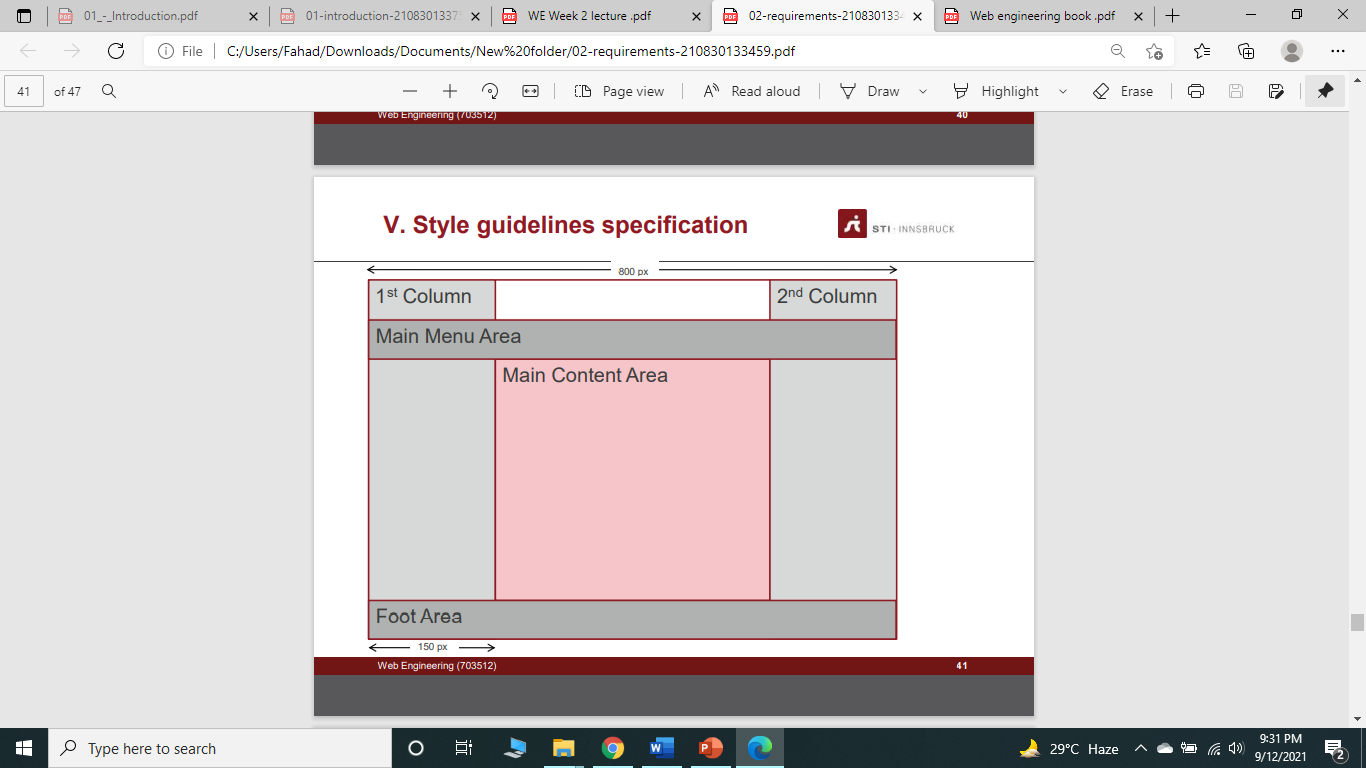 01_-_Introduction.pdf
01-introduction-2108301337
WE Week 2 lecture .pdf
02-requirements-2108301334
Web engineering book .pdf
File
C:/Users/Fahad/Downloads/Documents/New%20folder/02-requirements-210830133459.pdf
41 of 47
Page view
Read aloud
Draw
Highlight
Erase
Web Engineering (703512) 40
V. Style guidelines specification
STI · INNSBRUCK
800 px
1st Column
2nd Column
Main Menu Area
Main Content Area
Foot Area
150 px
Web Engineering (703512) 41
Type here to search
29°C Haze
9:31 PM
9/12/2021
2